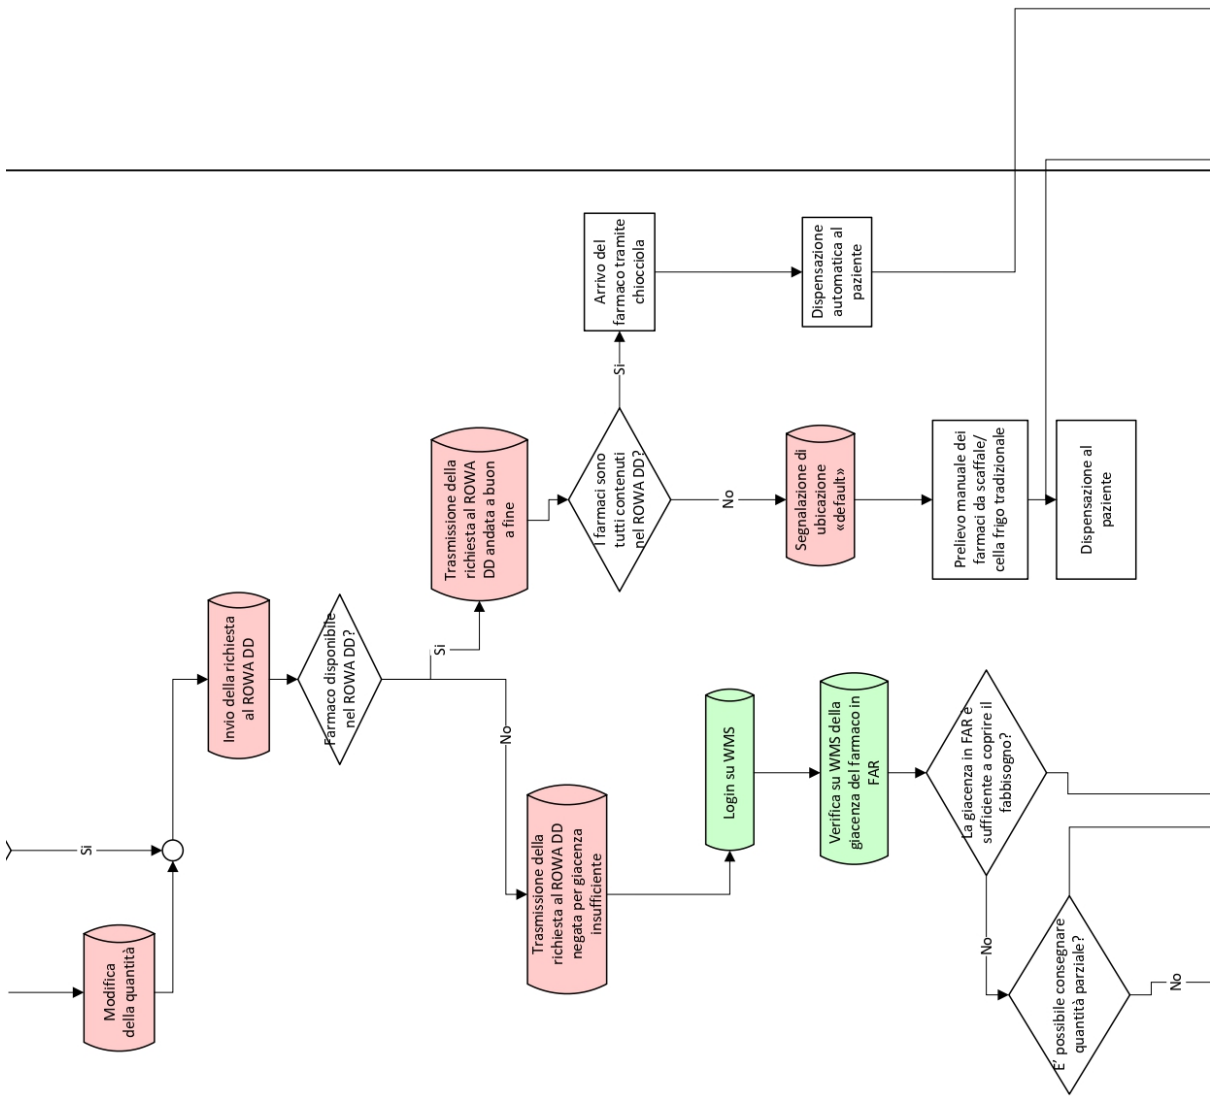 Si
Modifica
della quantità
Invio della richiesta
al ROWA DD
Farmaco disponibile
nel ROWA DD?
Si
No
Trasmissione della
richiesta al ROWA
DD andata a buon
fine
I farmaci sono
tutti contenuti
nel ROWA DD?
Si
Arrivo del
farmaco tramite
chiocciola
Dispensazione
automatica al
paziente
No
Segnalazione di
ubicazione
«default»
Prelievo manuale dei
farmaci da scaffale/
cella frigo tradizionale
Dispensazione al
paziente
Trasmissione della
richiesta al ROWA DD
negata per giacenza
insufficiente
Login su WMS
Verifica su WMS della
giacenza del farmaco in
FAR
La giacenza in FAR è
sufficiente a coprire il
fabbisogno?
No
E' possibile consegnare
quantità parziale?
No